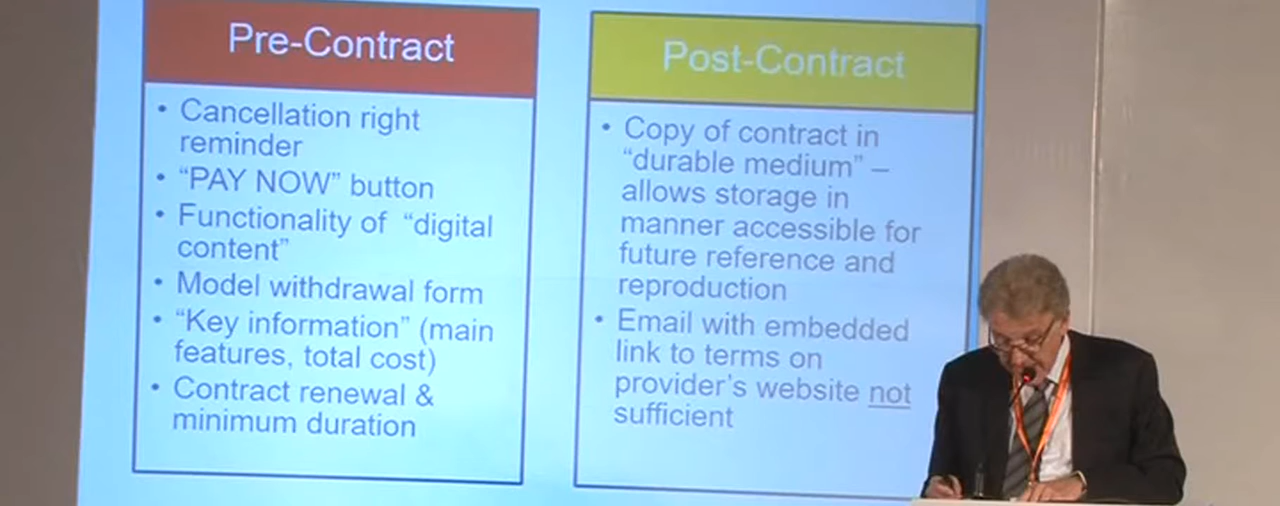 Pre-Contract
• Cancellation right
reminder
• “PAY NOW” button
• Functionality of “digital
content”
• Model withdrawal form
• “Key information” (main
features, total cost)
• Contract renewal &
minimum duration
Post-Contract
• Copy of contract in
“durable medium” –
allows storage in
manner accessible for
future reference and
reproduction
• Email with embedded
link to terms on
provider’s website not
sufficient